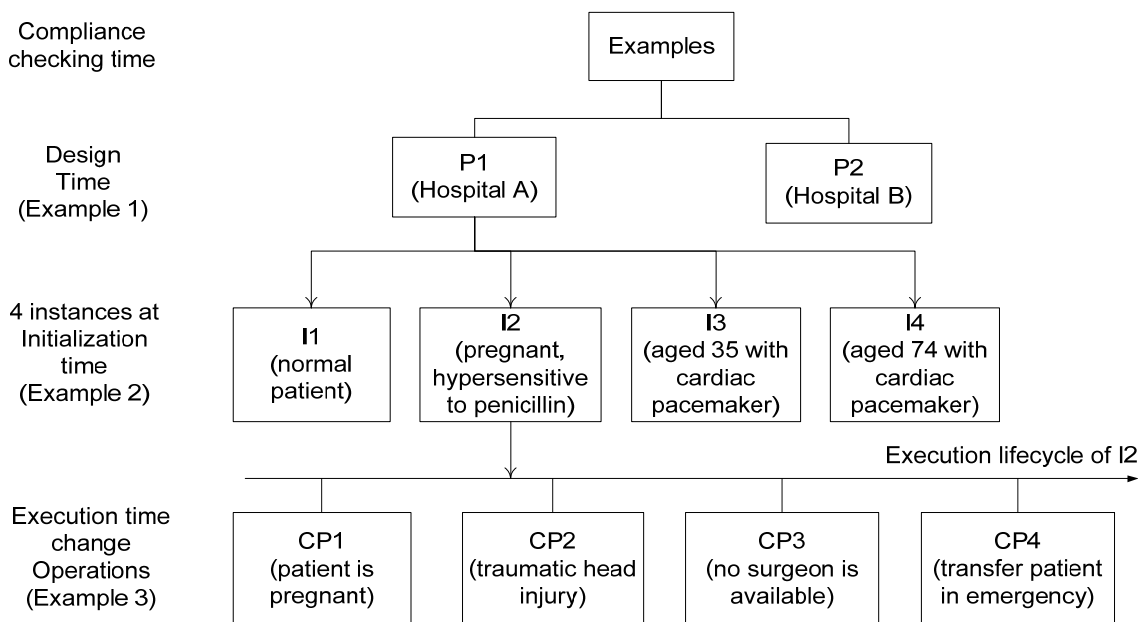 Compliance
checking time
Examples
Design
Time
(Example 1)
P1
(Hospital A)
P2
(Hospital B)
4 instances at
Initialization
time
(Example 2)
I1
(normal
patient)
I2
(pregnant,
hypersensitive
to penicillin)
I3
(aged 35 with
cardiac
pacemaker)
I4
(aged 74 with
cardiac
pacemaker)
Execution lifecycle of I2
Execution time
change
Operations
(Example 3)
CP1
(patient is
pregnant)
CP2
(traumatic head
injury)
CP3
(no surgeon is
available)
CP4
(transfer patient
in emergency)